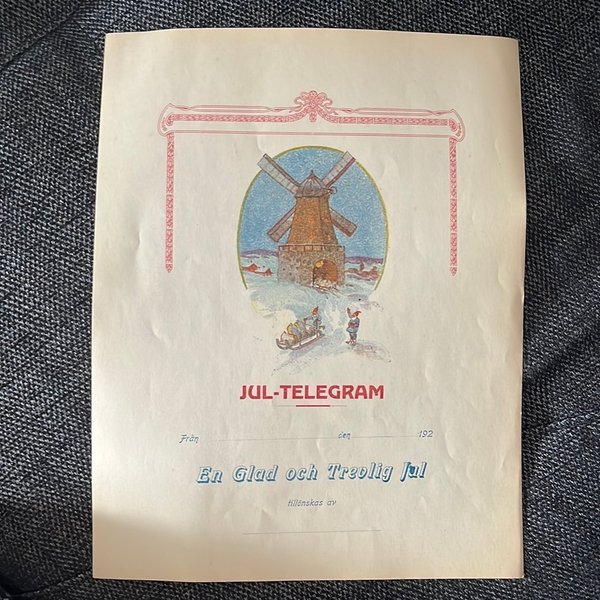 JUL-TELEGRAM
Från den 192
En Glad och Trevlig Jul
tillönskas av